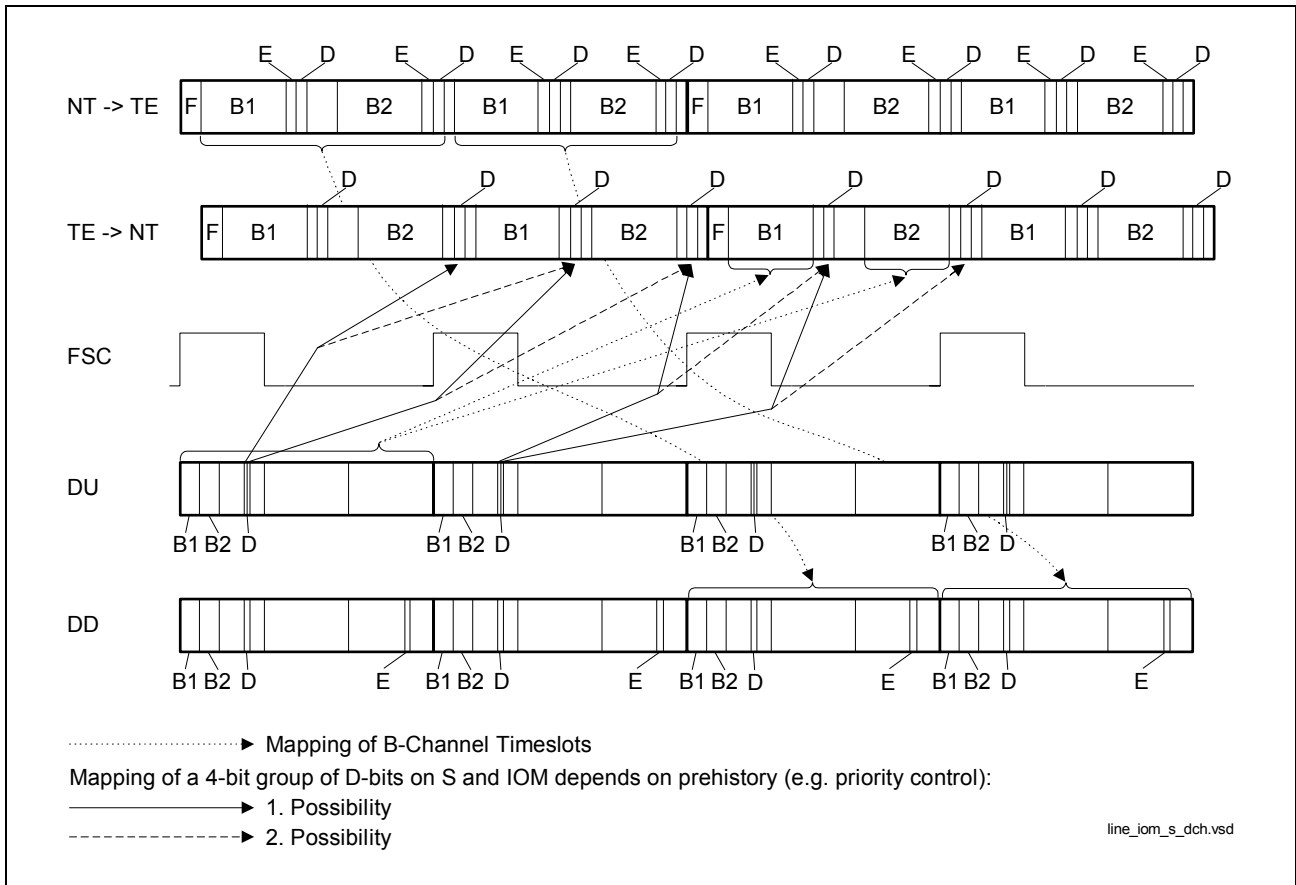 E D E D E D E D E D E D E D E D
NT -> TE F B1 B2 B1 B2 F B1 B2 B1 B2
D D D D D D D D
TE -> NT F B1 B2 B1 B2 F B1 B2 B1 B2
FSC
DU
B1 B2 D B1 B2 D B1 B2 D B1 B2 D
DD
B1 B2 D E B1 B2 D E B1 B2 D E B1 B2 D E
Mapping of B-Channel Timeslots
Mapping of a 4-bit group of D-bits on S and IOM depends on prehistory (e.g. priority control):
1. Possibility
2. Possibility
line_iom_s_dch.vsd